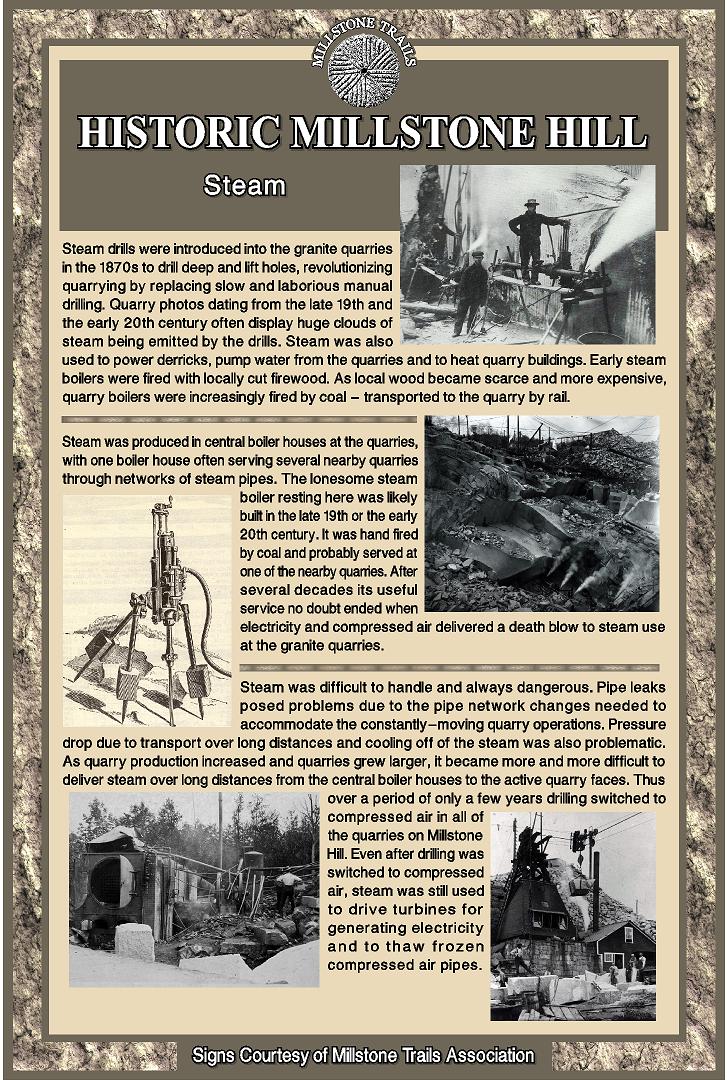 MILLSTONE TRAILS
HISTORIC MILLSTONE HILL
Steam
Steam drills were introduced into the granite quarries
in the 1870s to drill deep and lift holes, revolutionizing
quarrying by replacing slow and laborious manual
drilling. Quarry photos dating from the late 19th and
the early 20th century often display huge clouds of
steam being emitted by the drills. Steam was also
used to power derricks, pump water from the quarries and to heat quarry buildings. Early steam
boilers were fired with locally cut firewood. As local wood became scarce and more expensive,
quarry boilers were increasingly fired by coal – transported to the quarry by rail.
Steam was produced in central boiler houses at the quarries,
with one boiler house often serving several nearby quarries
through networks of steam pipes. The lonesome steam
boiler resting here was likely
built in the late 19th or the early
20th century. It was hand fired
by coal and probably served at
one of the nearby quarries. After
several decades its useful
service no doubt ended when
electricity and compressed air delivered a death blow to steam use
at the granite quarries.
Steam was difficult to handle and always dangerous. Pipe leaks
posed problems due to the pipe network changes needed to
accommodate the constantly–moving quarry operations. Pressure
drop due to transport over long distances and cooling off of the steam was also problematic.
As quarry production increased and quarries grew larger, it became more and more difficult to
deliver steam over long distances from the central boiler houses to the active quarry faces. Thus
over a period of only a few years drilling switched to
compressed air in all of
the quarries on Millstone
Hill. Even after drilling was
switched to compressed
air, steam was still used
to drive turbines for
generating electricity
and to thaw frozen
compressed air pipes.
Signs Courtesy of Millstone Trails Association